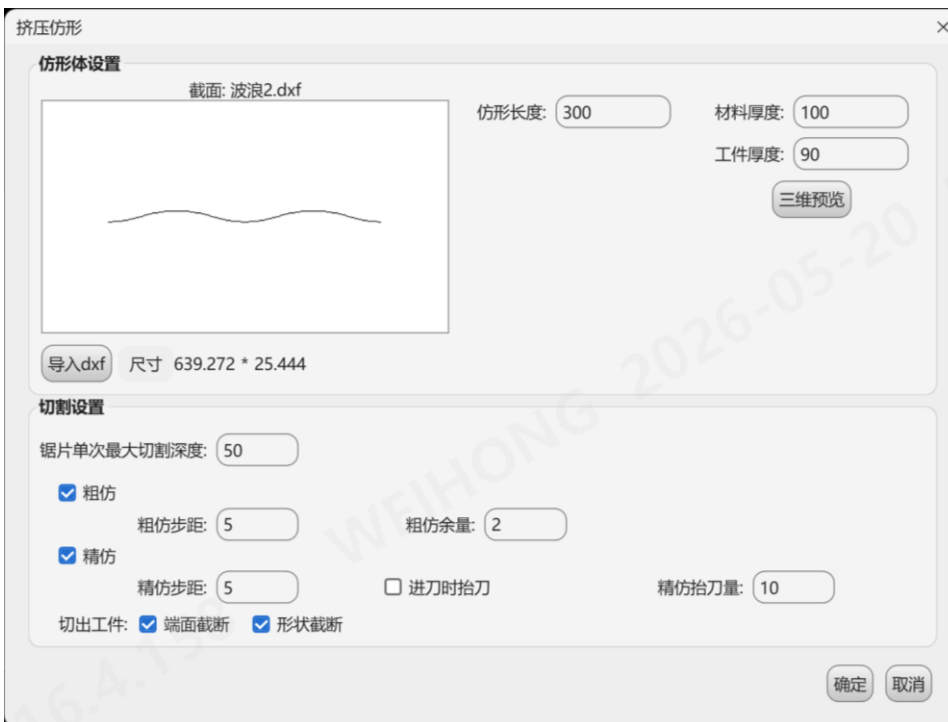 挤压仿形
仿形体设置
截面: 波浪2.dxf
仿形长度: 300
材料厚度: 100
工件厚度: 90
三维预览
导入dxf 尺寸 639.272 * 25.444
切割设置
锯片单次最大切割深度: 50
粗仿
粗仿步距: 5 粗仿余量: 2
精仿
精仿步距: 5 进刀时抬刀 精仿抬刀量: 10
切出工件: 端面截断 形状截断
确定 取消
WEIHONG 2026-05-20